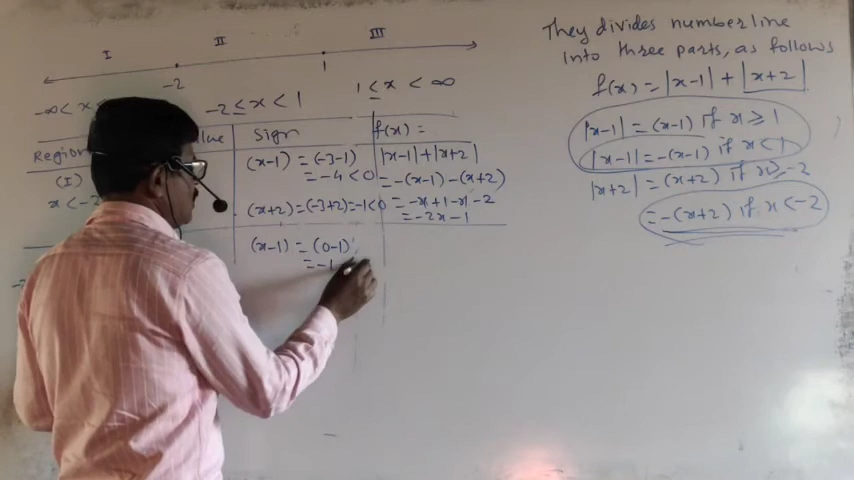 I II III
-2 1
-∞ < x <
-2 ≤ x < 1
1 ≤ x < ∞
Region
Sign
f(x) =
|x-1| + |x+2|
(I)
x < -2
(x-1) = (-3-1)
= -4 < 0
(x+2) = (-3+2) = -1 < 0
= -(x-1) - (x+2)
= -x + 1 - x - 2
= -2x - 1
(x-1) = (0-1)
= -1
They divides numberline
into three parts, as follows
f(x) = |x-1| + |x+2|
|x-1| = (x-1) if x ≥ 1
|x-1| = -(x-1) if x < 1
|x+2| = (x+2) if x ≥ -2
= -(x+2) if x < -2